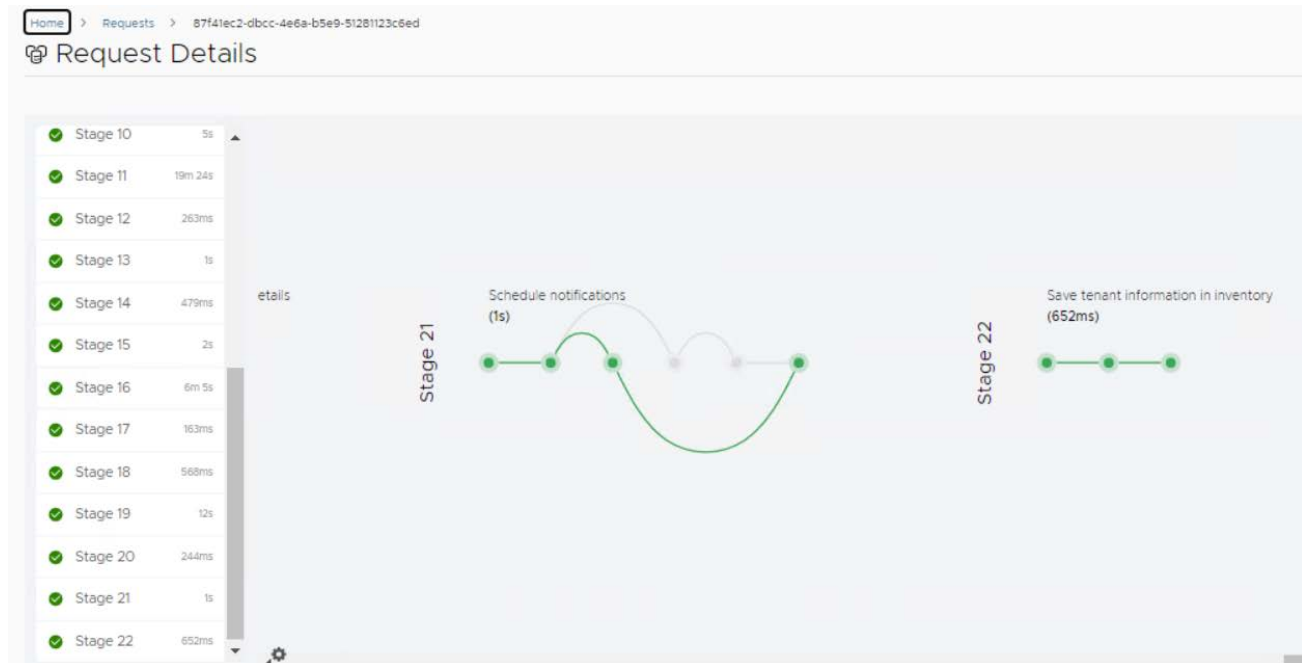 Home > Requests > 87f41ec2-dbcc-4e6a-b5e9-51281123c6ed
Request Details
Stage 10 5s
Stage 11 19m 24s
Stage 12 263ms
Stage 13 1s
Stage 14 479ms
Stage 15 2s
Stage 16 6m 5s
Stage 17 163ms
Stage 18 568ms
Stage 19 12s
Stage 20 244ms
Stage 21 1s
Stage 22 652ms
etails
Stage 21
Schedule notifications
(1s)
Stage 22
Save tenant information in inventory
(652ms)